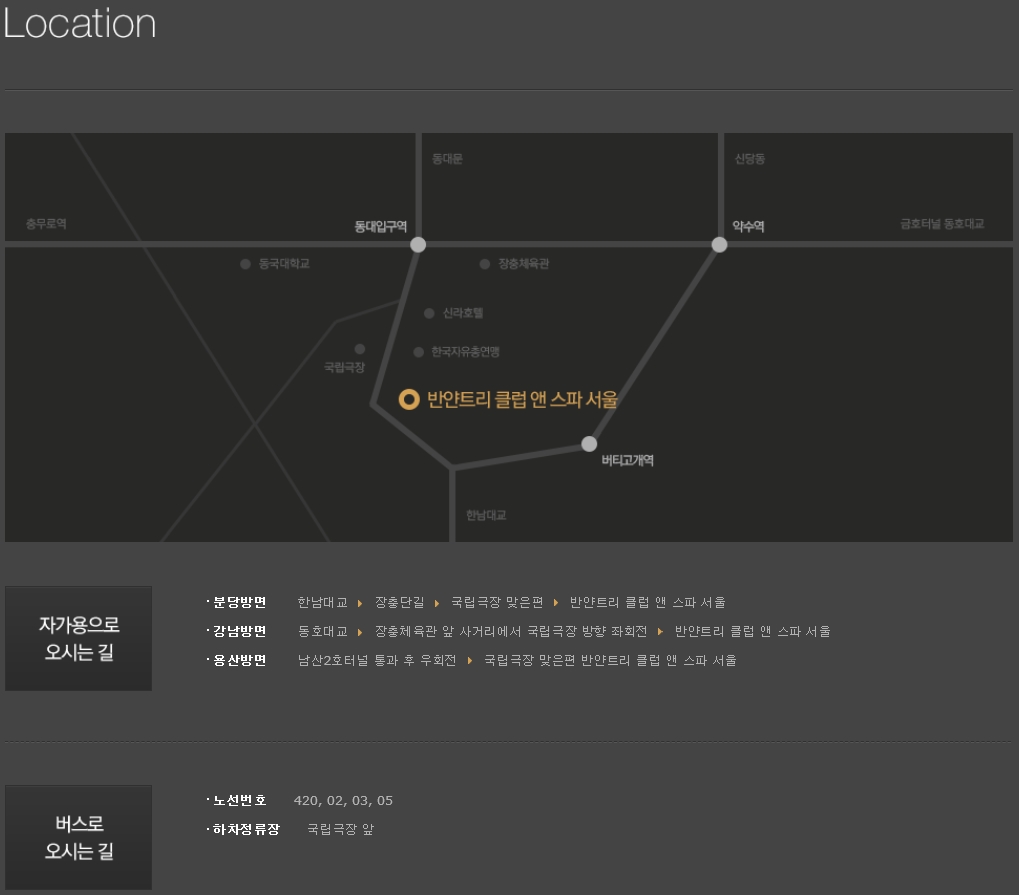 Location
동대문
신당동
충무로역
동대입구역
약수역
금호터널 동호대교
동국대학교
장충체육관
신라호텔
국립극장
한국자유총연맹
반얀트리 클럽 앤 스파 서울
버티고개역
한남대교
자가용으로
오시는 길
· 분당방면 한남대교 ▸ 장충단길 ▸ 국립극장 맞은편 ▸ 반얀트리 클럽 앤 스파 서울
· 강남방면 동호대교 ▸ 장충체육관 앞 사거리에서 국립극장 방향 좌회전 ▸ 반얀트리 클럽 앤 스파 서울
· 용산방면 남산2호터널 통과 후 우회전 ▸ 국립극장 맞은편 반얀트리 클럽 앤 스파 서울
버스로
오시는 길
· 노선번호 420, 02, 03, 05
· 하차정류장 국립극장 앞